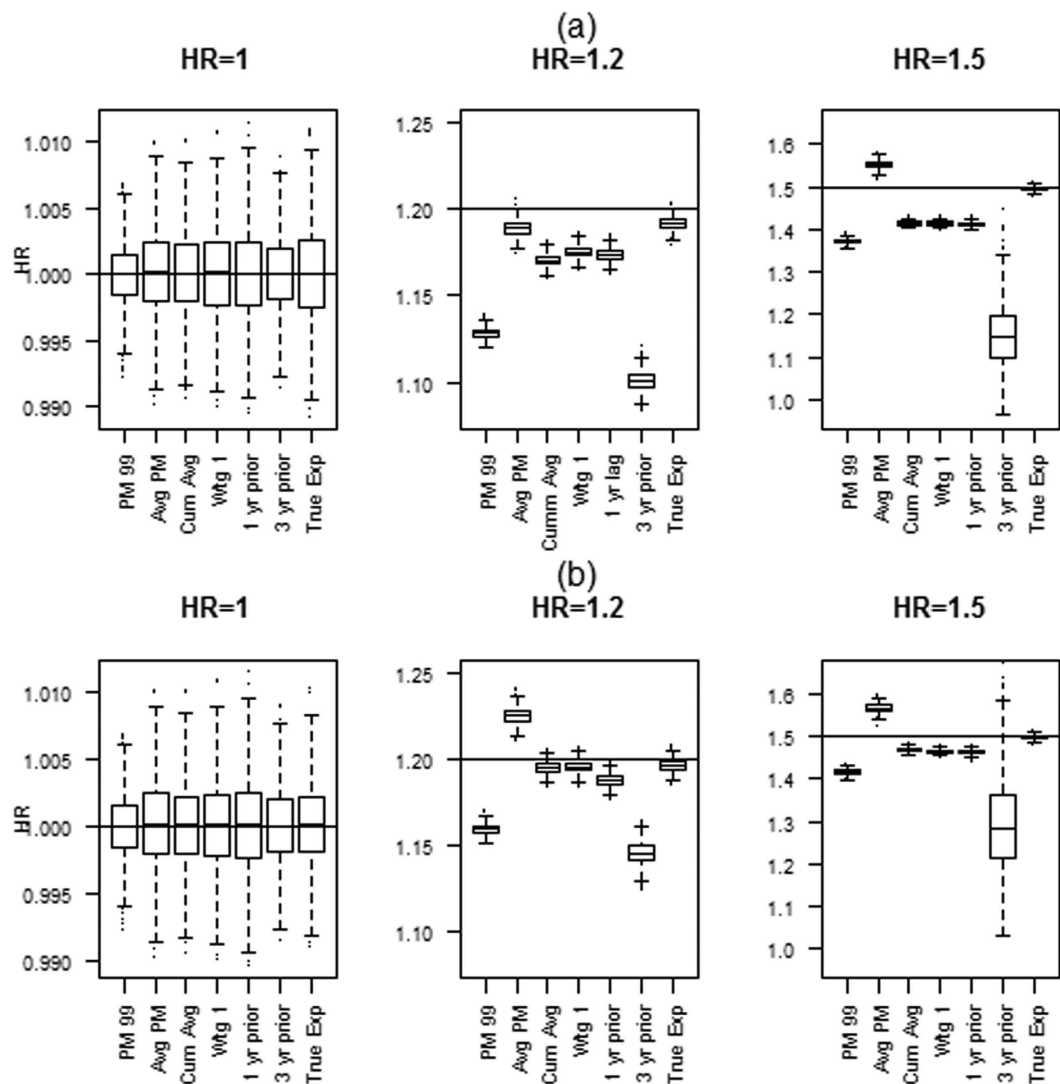 (a)
HR=1
HR=1.2
HR=1.5
HR
1.010
1.005
1.000
0.995
0.990
1.25
1.20
1.15
1.10
1.6
1.5
1.4
1.3
1.2
1.1
1.0
PM 99
Avg PM
Cum Avg
Wtg 1
1 yr prior
3 yr prior
True Exp
PM 99
Avg PM
Cumn Avg
Wtg 1
1 yr lag
3 yr prior
True Exp
PM 99
Avg PM
Cum Avg
Wtg 1
1 yr prior
3 yr prior
True Exp
(b)
HR=1
HR=1.2
HR=1.5
HR
1.010
1.005
1.000
0.995
0.990
1.25
1.20
1.15
1.10
1.6
1.5
1.4
1.3
1.2
1.1
1.0
PM 99
Avg PM
Cum Avg
Wtg 1
1 yr prior
3 yr prior
True Exp
PM 99
Avg PM
Cum Avg
Wtg 1
1 yr prior
3 yr prior
True Exp
PM 99
Avg PM
Cum Avg
Wtg 1
1 yr prior
3 yr prior
True Exp